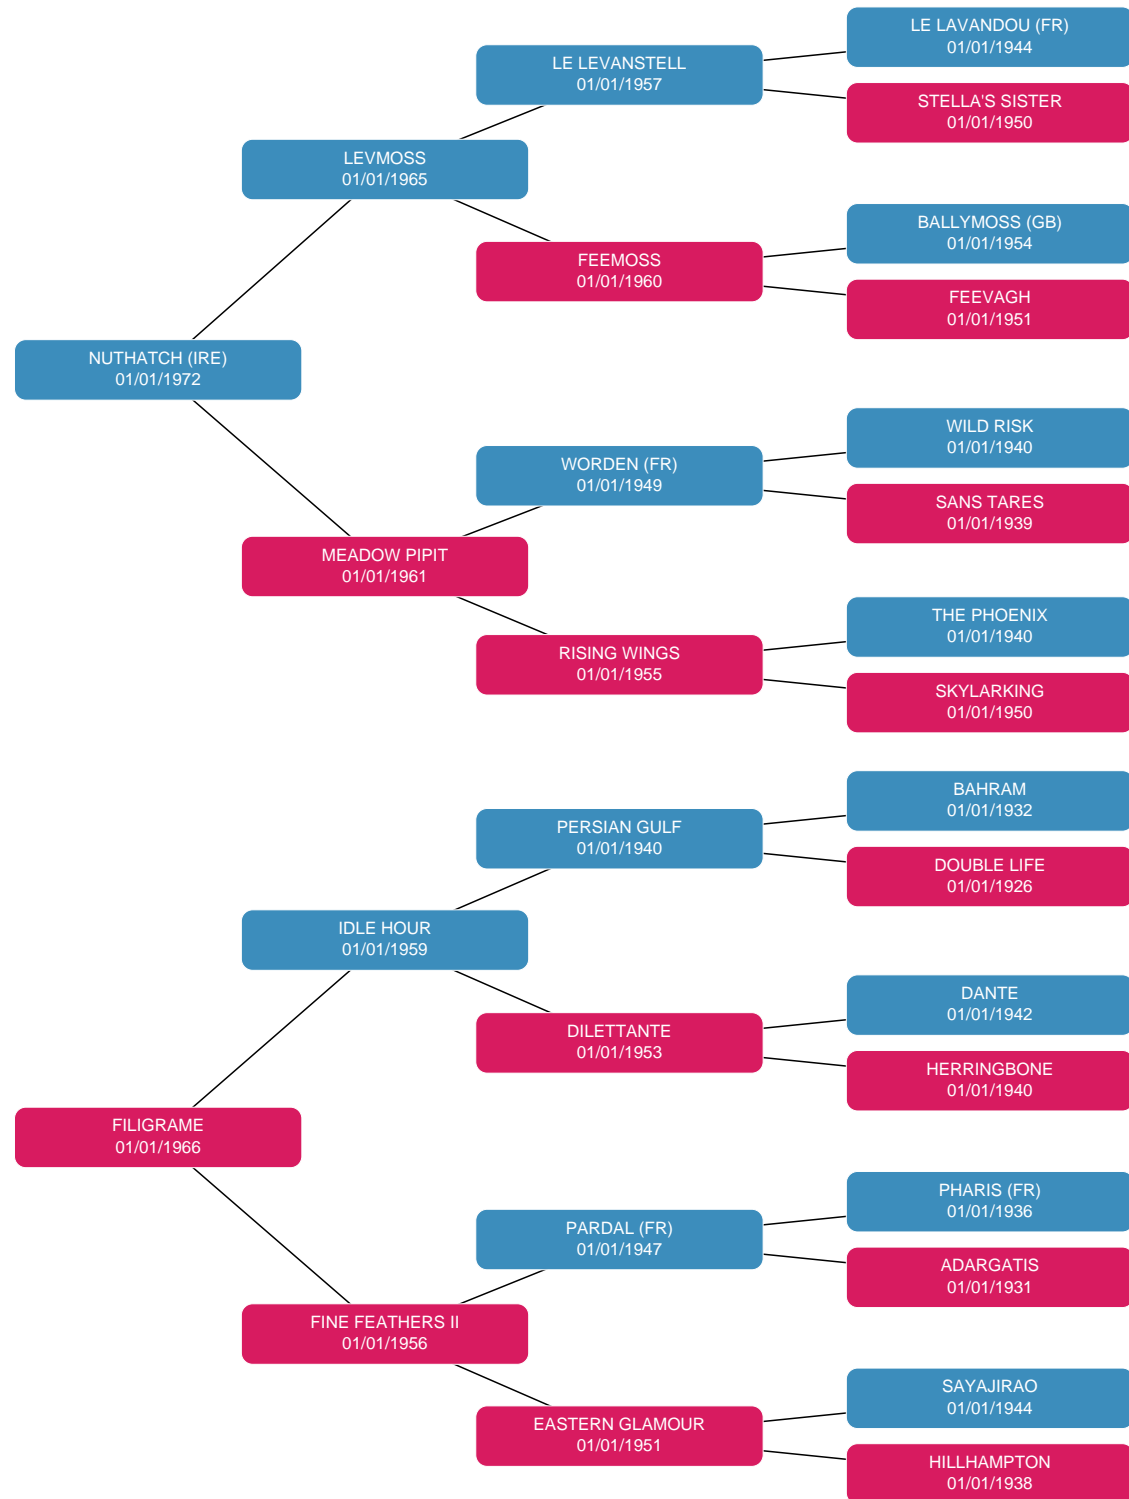 LE LAVANDOU (FR)
01/01/1944
LE LEVANSTELL
01/01/1957
STELLA'S SISTER
01/01/1950
LEVMOSS
01/01/1965
BALLYMOSS (GB)
01/01/1954
FEEMOSS
01/01/1960
FEEVAGH
01/01/1951
NUTHATCH (IRE)
01/01/1972
WILD RISK
01/01/1940
WORDEN (FR)
01/01/1949
SANS TARES
01/01/1939
MEADOW PIPIT
01/01/1961
THE PHOENIX
01/01/1940
RISING WINGS
01/01/1955
SKYLARKING
01/01/1950
BAHRAM
01/01/1932
PERSIAN GULF
01/01/1940
DOUBLE LIFE
01/01/1926
IDLE HOUR
01/01/1959
DANTE
01/01/1942
DILETTANTE
01/01/1953
HERRINGBONE
01/01/1940
FILIGRAME
01/01/1966
PHARIS (FR)
01/01/1936
PARDAL (FR)
01/01/1947
ADARGATIS
01/01/1931
FINE FEATHERS II
01/01/1956
SAYAJIRAO
01/01/1944
EASTERN GLAMOUR
01/01/1951
HILLHAMPTON
01/01/1938